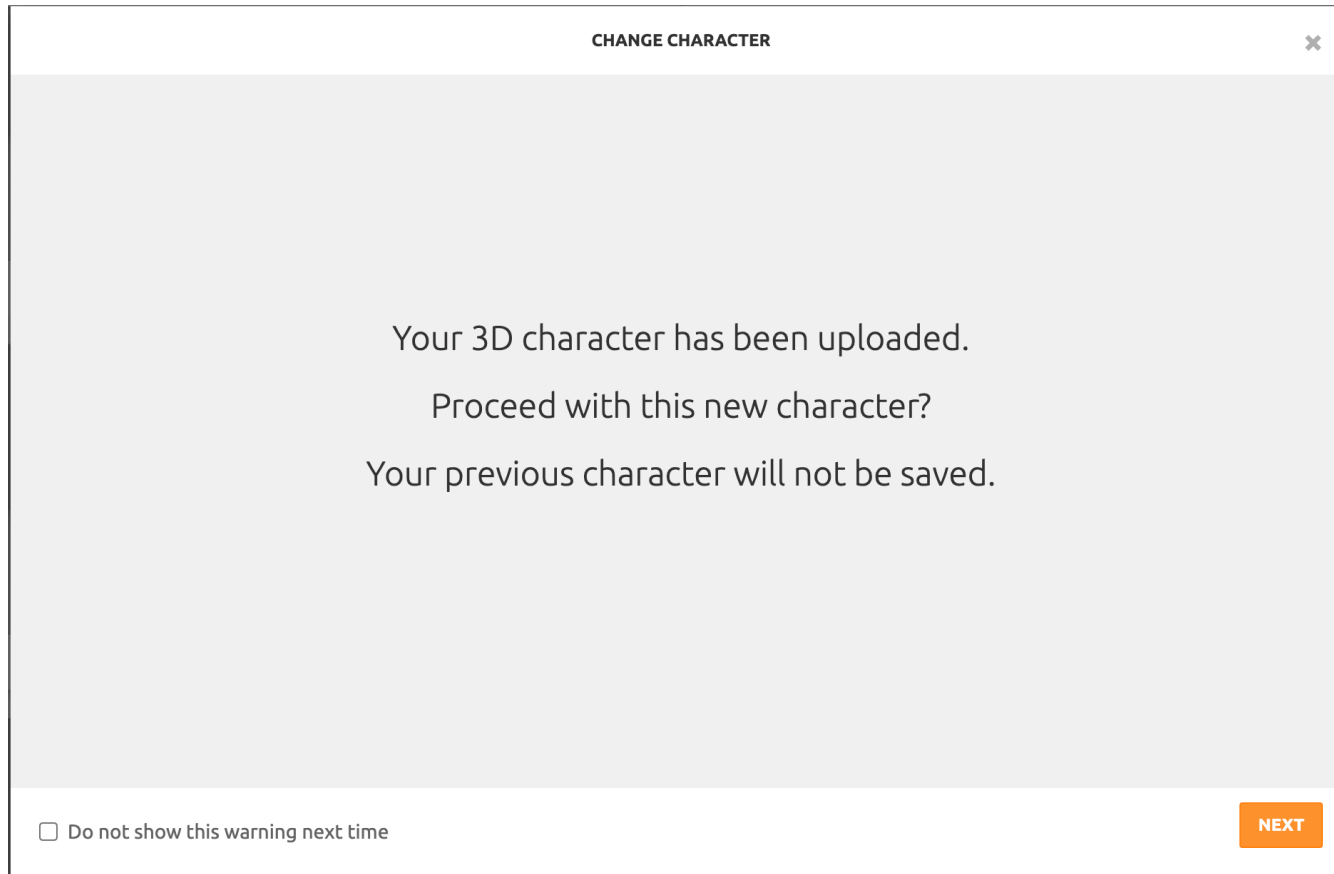 CHANGE CHARACTER
Your 3D character has been uploaded.
Proceed with this new character?
Your previous character will not be saved.
Do not show this warning next time
NEXT